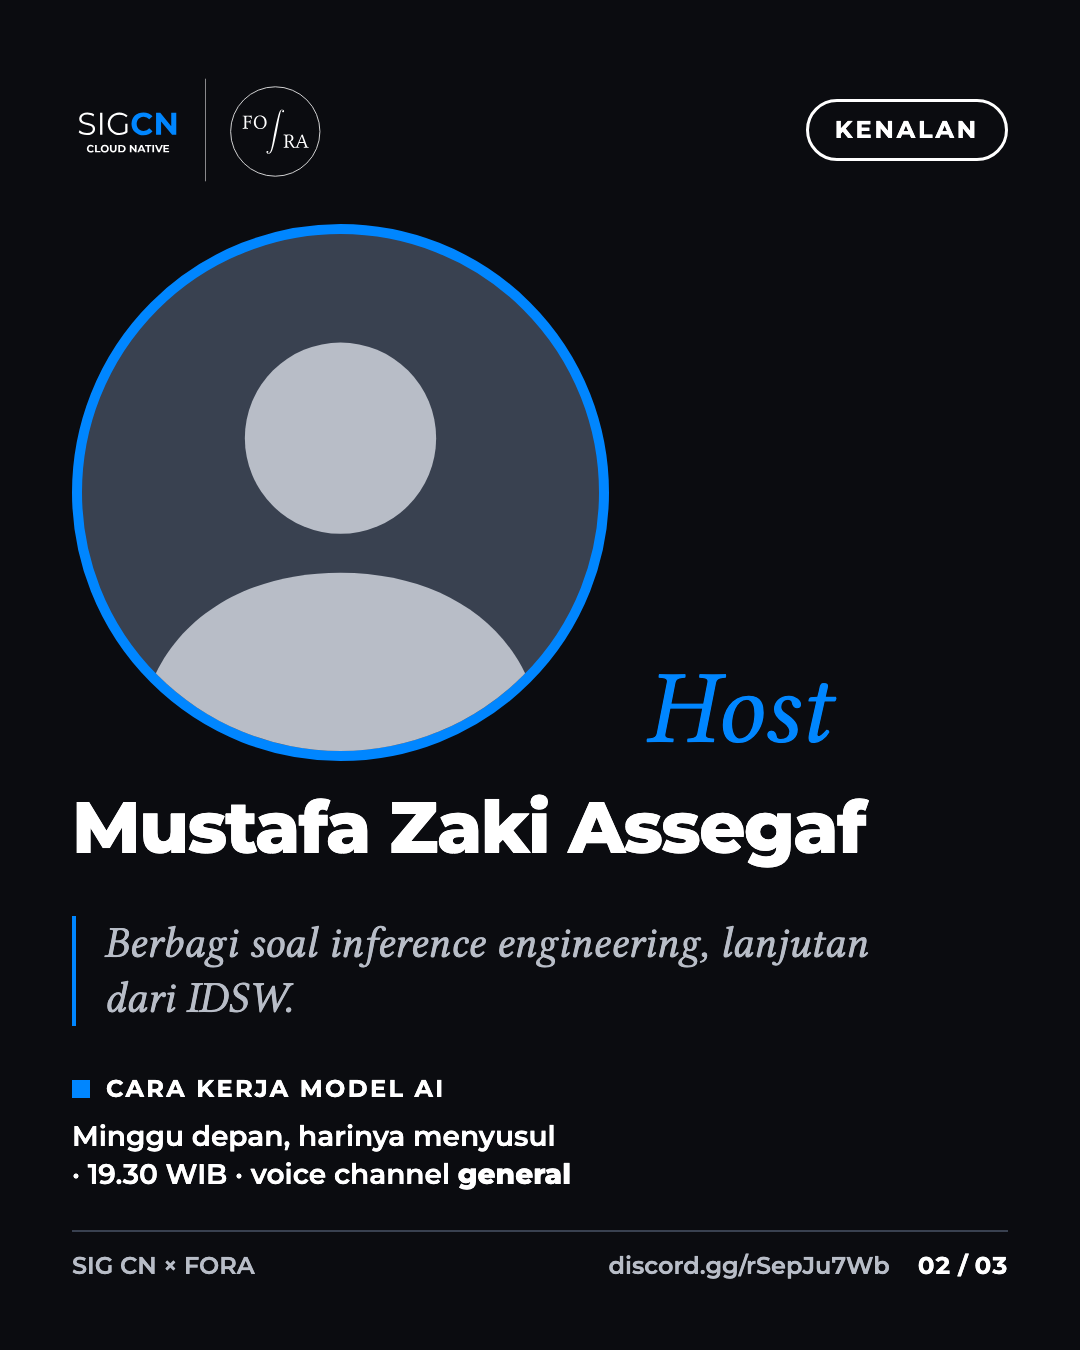 SIGCN
CLOUD NATIVE
FO
RA
KENALAN
Host
Mustafa Zaki Assegaf
Berbagi soal inference engineering, lanjutan
dari IDSW.
CARA KERJA MODEL AI
Minggu depan, harinya menyusul
· 19.30 WIB · voice channel general
SIG CN × FORA
discord.gg/rSepJu7Wb
02 / 03